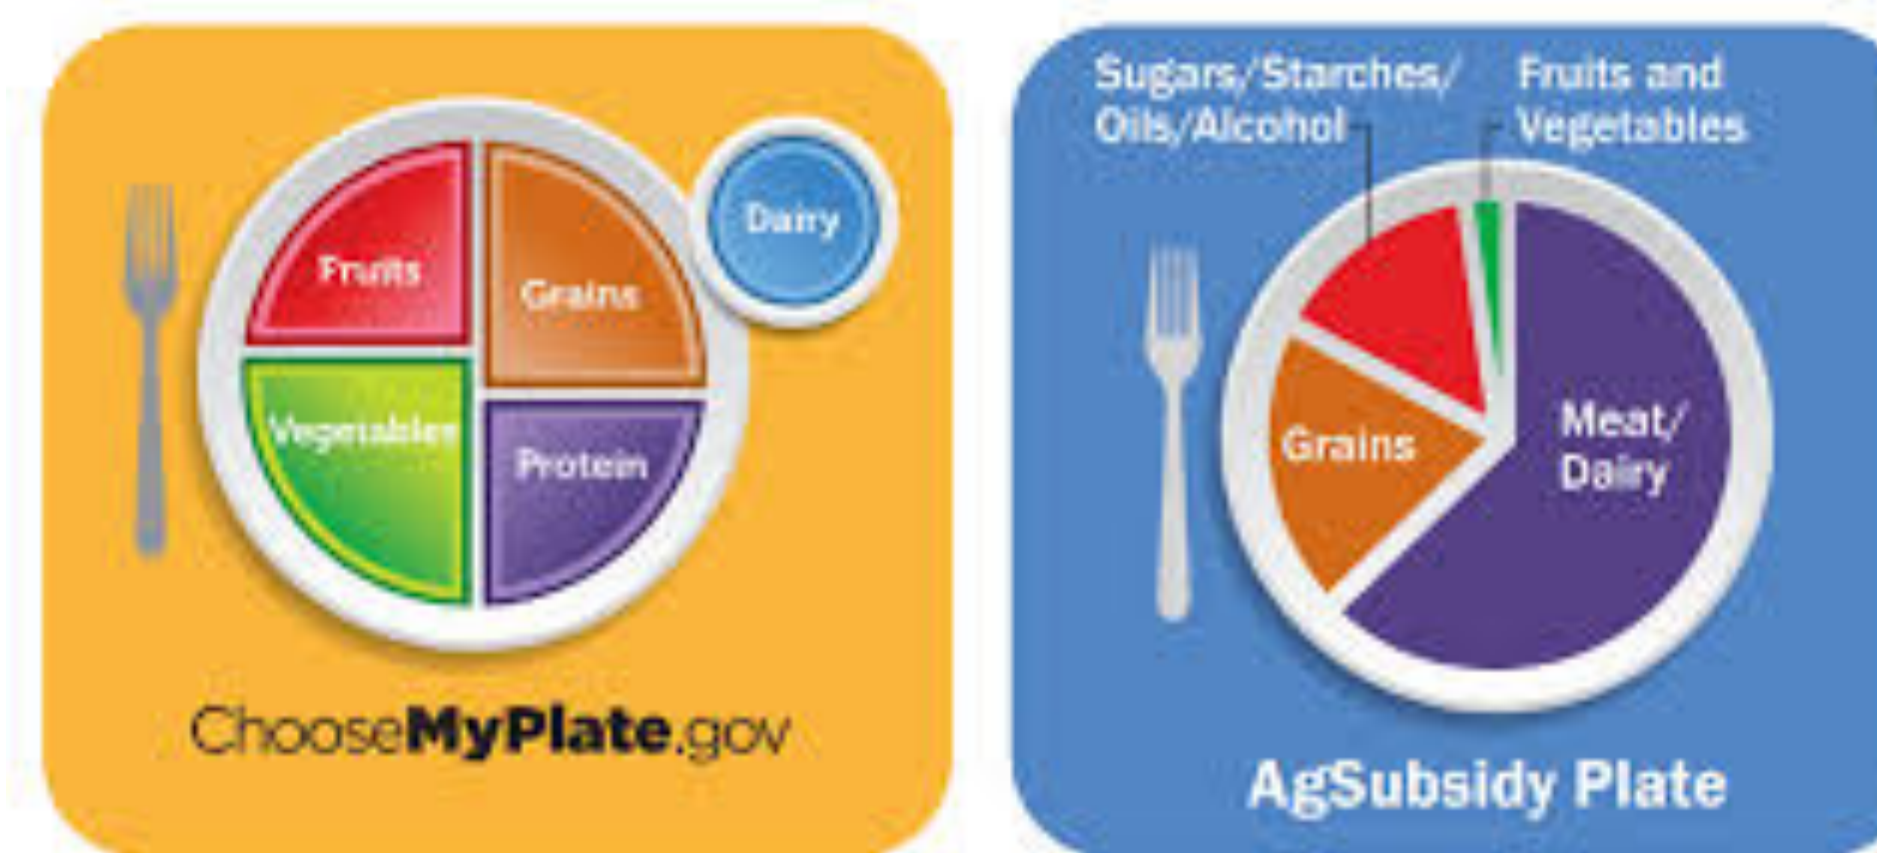 Fruits
Grains
Dairy
Vegetables
Protein
ChooseMyPlate.gov
Sugars/Starches/
Oils/Alcohol
Fruits and
Vegetables
Grains
Meat/
Dairy
AgSubsidy Plate